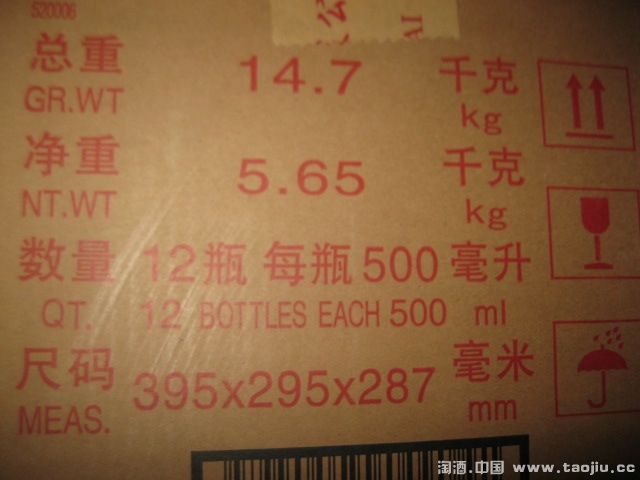 520006
总重 14.7 千克
GR.WT kg
净重 5.65 千克
NT.WT kg
数量 12瓶 每瓶500 毫升
QT. 12 BOTTLES EACH 500 ml
尺码 395x295x287 毫米
MEAS. mm
淘酒.中国 www.taojiu.cc